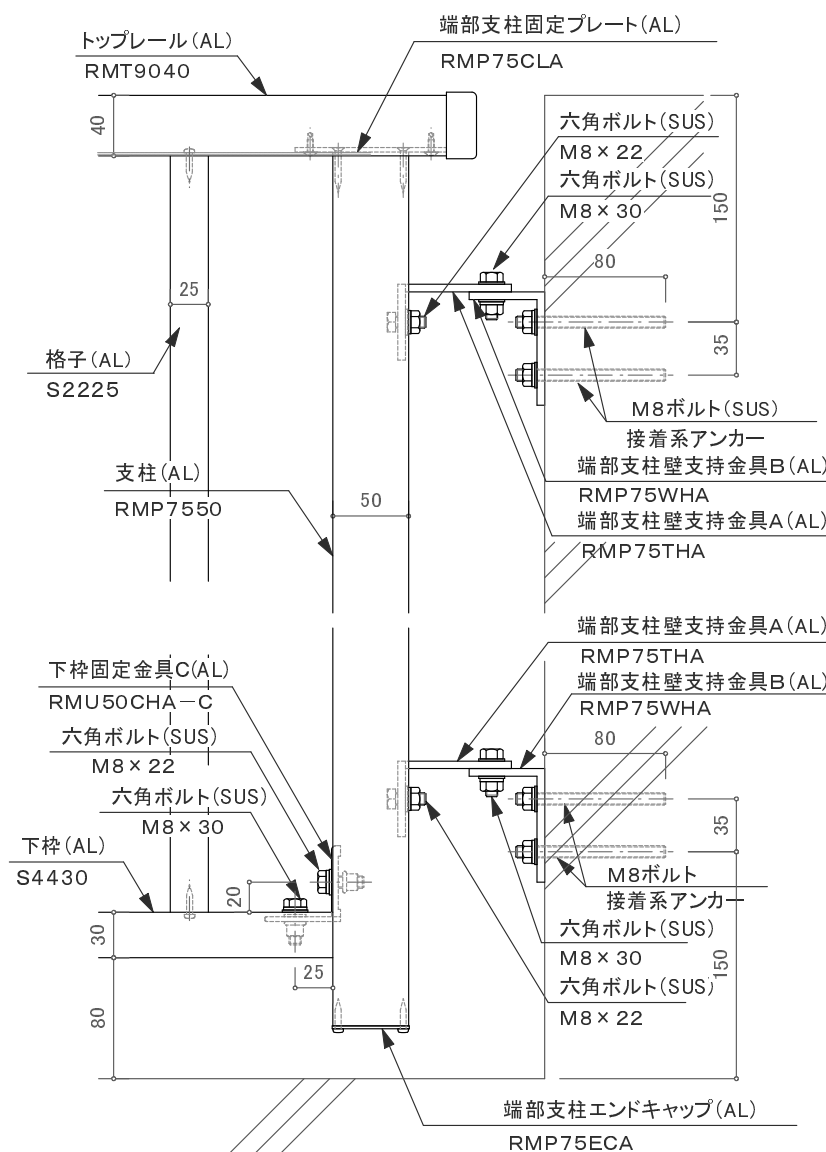 トップレール(AL)
RMT9040
端部支柱固定プレート(AL)
RMP75CLA
40
六角ボルト(SUS)
M8×22
六角ボルト(SUS)
M8×30
150
80
25
35
格子(AL)
S2225
M8ボルト(SUS)
接着系アンカー
端部支柱壁支持金具B(AL)
RMP75WHA
端部支柱壁支持金具A(AL)
RMP75THA
支柱(AL)
RMP7550
50
端部支柱壁支持金具A(AL)
RMP75THA
端部支柱壁支持金具B(AL)
RMP75WHA
下枠固定金具C(AL)
RMU50CHA－C
六角ボルト(SUS)
M8×22
六角ボルト(SUS)
M8×30
80
35
下枠(AL)
S4430
20
30
25
80
M8ボルト
接着系アンカー
六角ボルト(SUS)
M8×30
150
六角ボルト(SUS)
M8×22
端部支柱エンドキャップ(AL)
RMP75ECA